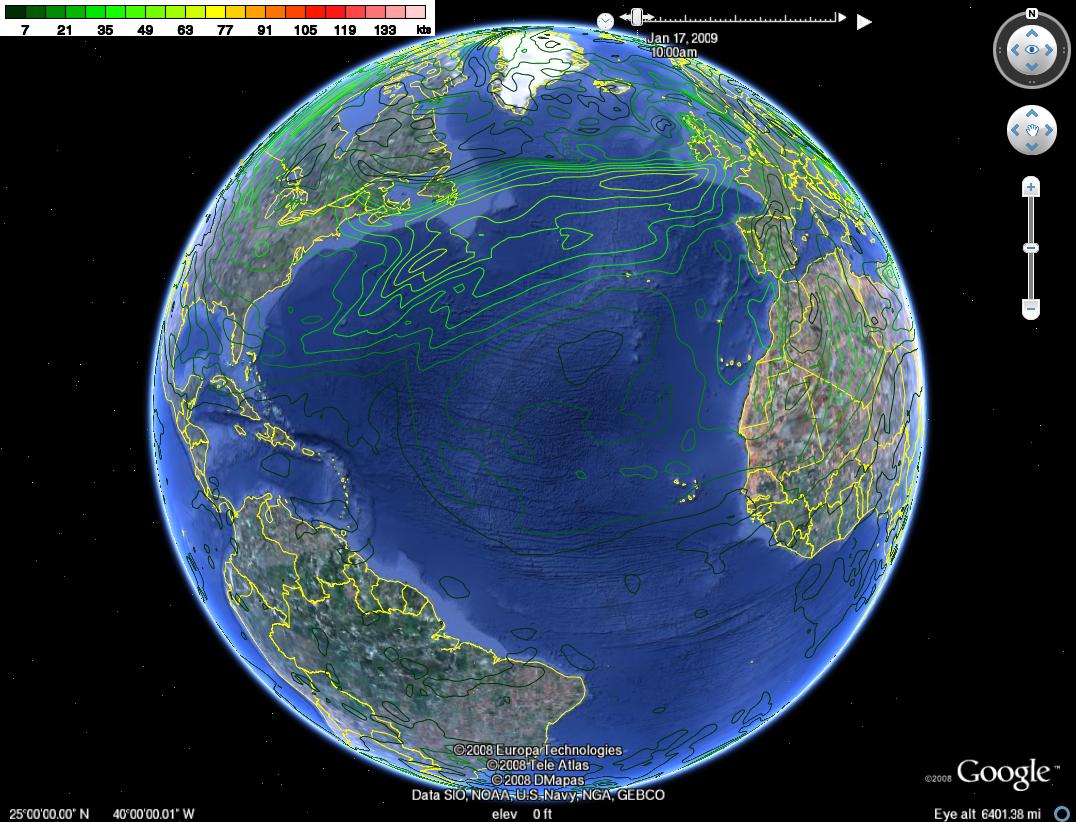 7 21 35 49 63 77 91 105 119 133 kts
Jan 17, 2009
10:00am
N
©2008 Europa Technologies
©2008 Tele Atlas
©2008 DMapas
Data SIO, NOAA, U.S. Navy, NGA, GEBCO
©2008 Google™
25°00'00.00" N 40°00'00.01" W elev 0 ft Eye alt 6401.38 mi